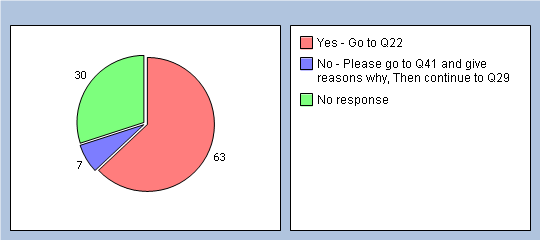 30
7
63
Yes - Go to Q22
No - Please go to Q41 and give
reasons why, Then continue to Q29
No response